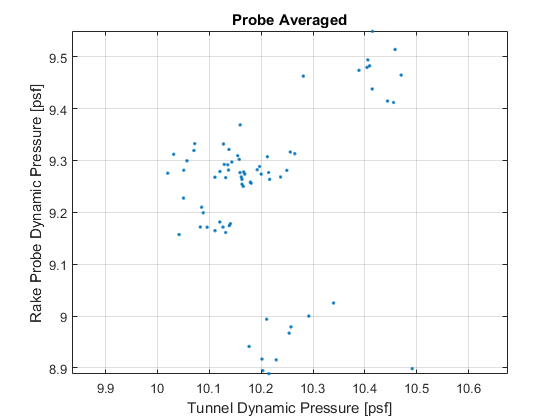 Probe Averaged
9.5
9.4
9.3
9.2
9.1
9
8.9
Rake Probe Dynamic Pressure [psf]
9.9 10 10.1 10.2 10.3 10.4 10.5 10.6
Tunnel Dynamic Pressure [psf]